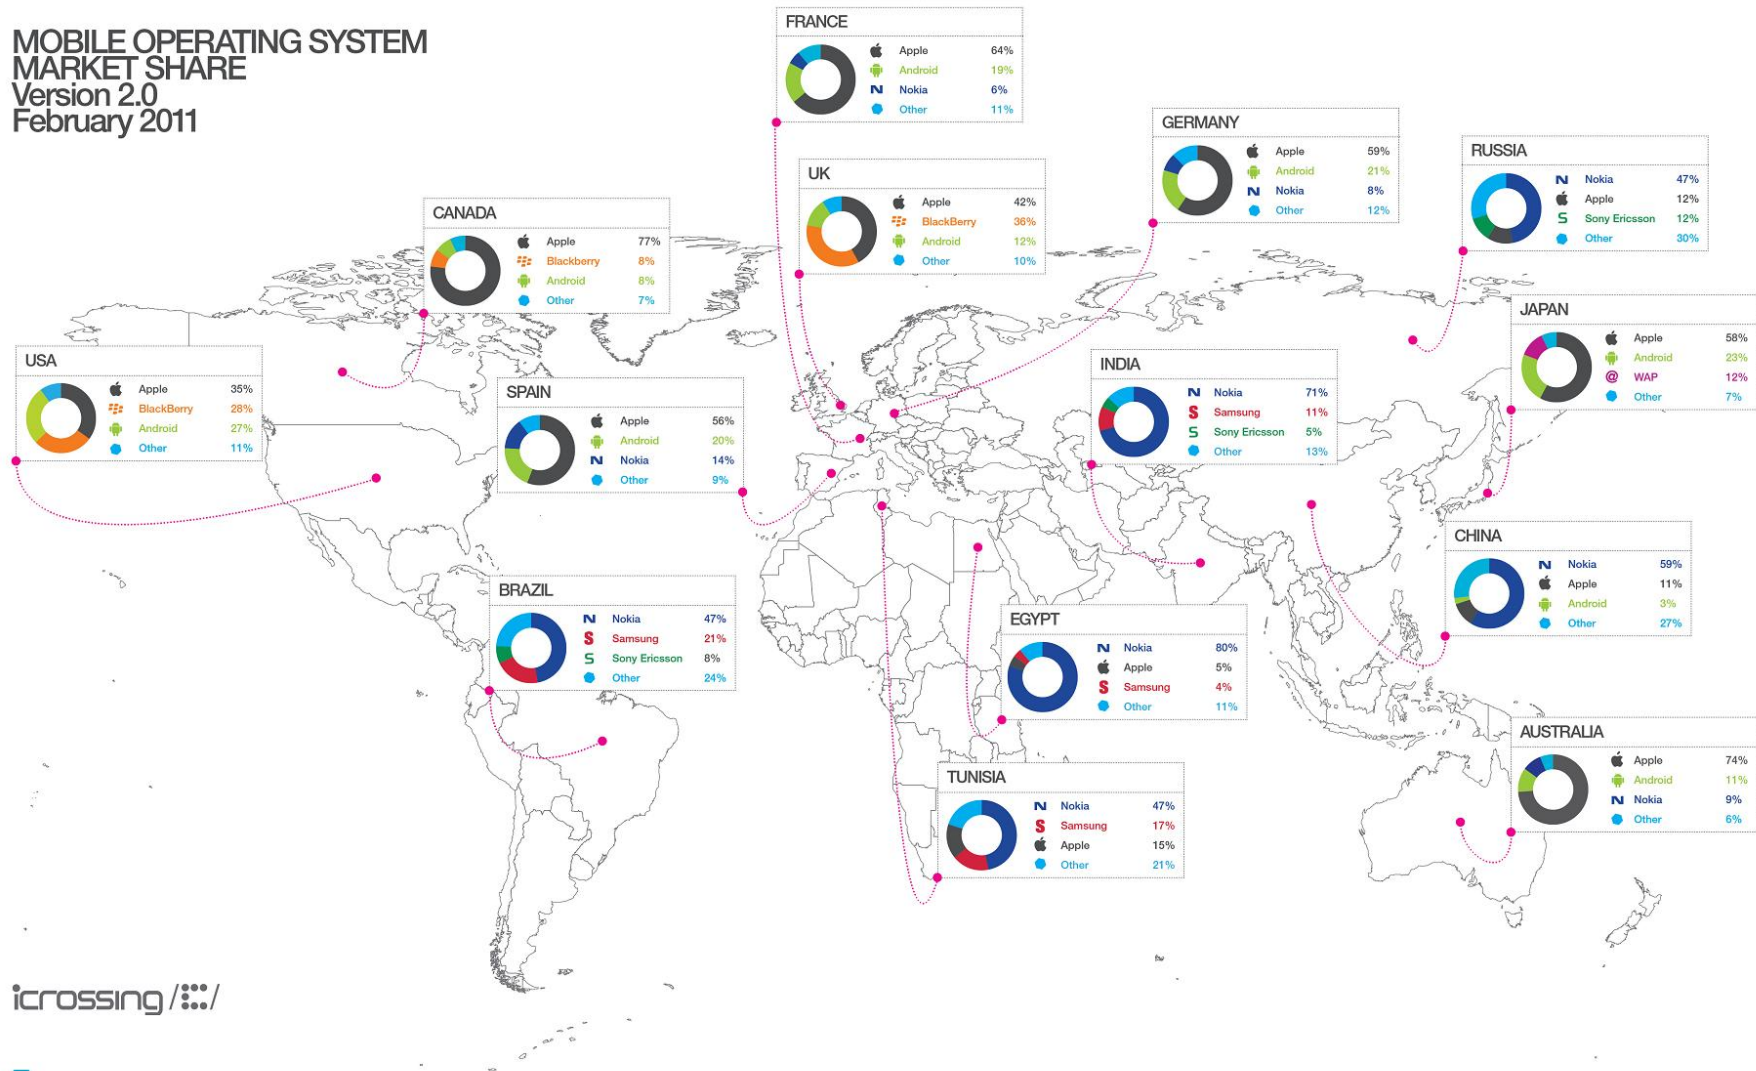 MOBILE OPERATING SYSTEM
MARKET SHARE
Version 2.0
February 2011
FRANCE
Apple 64%
Android 19%
Nokia 6%
Other 11%
GERMANY
Apple 59%
Android 21%
Nokia 8%
Other 12%
RUSSIA
Nokia 47%
Apple 12%
Sony Ericsson 12%
Other 30%
UK
Apple 42%
BlackBerry 36%
Android 12%
Other 10%
CANADA
Apple 77%
Blackberry 8%
Android 8%
Other 7%
JAPAN
Apple 58%
Android 23%
@ WAP 12%
Other 7%
USA
Apple 35%
BlackBerry 28%
Android 27%
Other 11%
SPAIN
Apple 56%
Android 20%
Nokia 14%
Other 9%
INDIA
Nokia 71%
Samsung 11%
Sony Ericsson 5%
Other 13%
CHINA
Nokia 59%
Apple 11%
Android 3%
Other 27%
BRAZIL
Nokia 47%
Samsung 21%
Sony Ericsson 8%
Other 24%
EGYPT
Nokia 80%
Apple 5%
Samsung 4%
Other 11%
AUSTRALIA
Apple 74%
Android 11%
Nokia 9%
Other 6%
TUNISIA
Nokia 47%
Samsung 17%
Apple 15%
Other 21%
icrossing